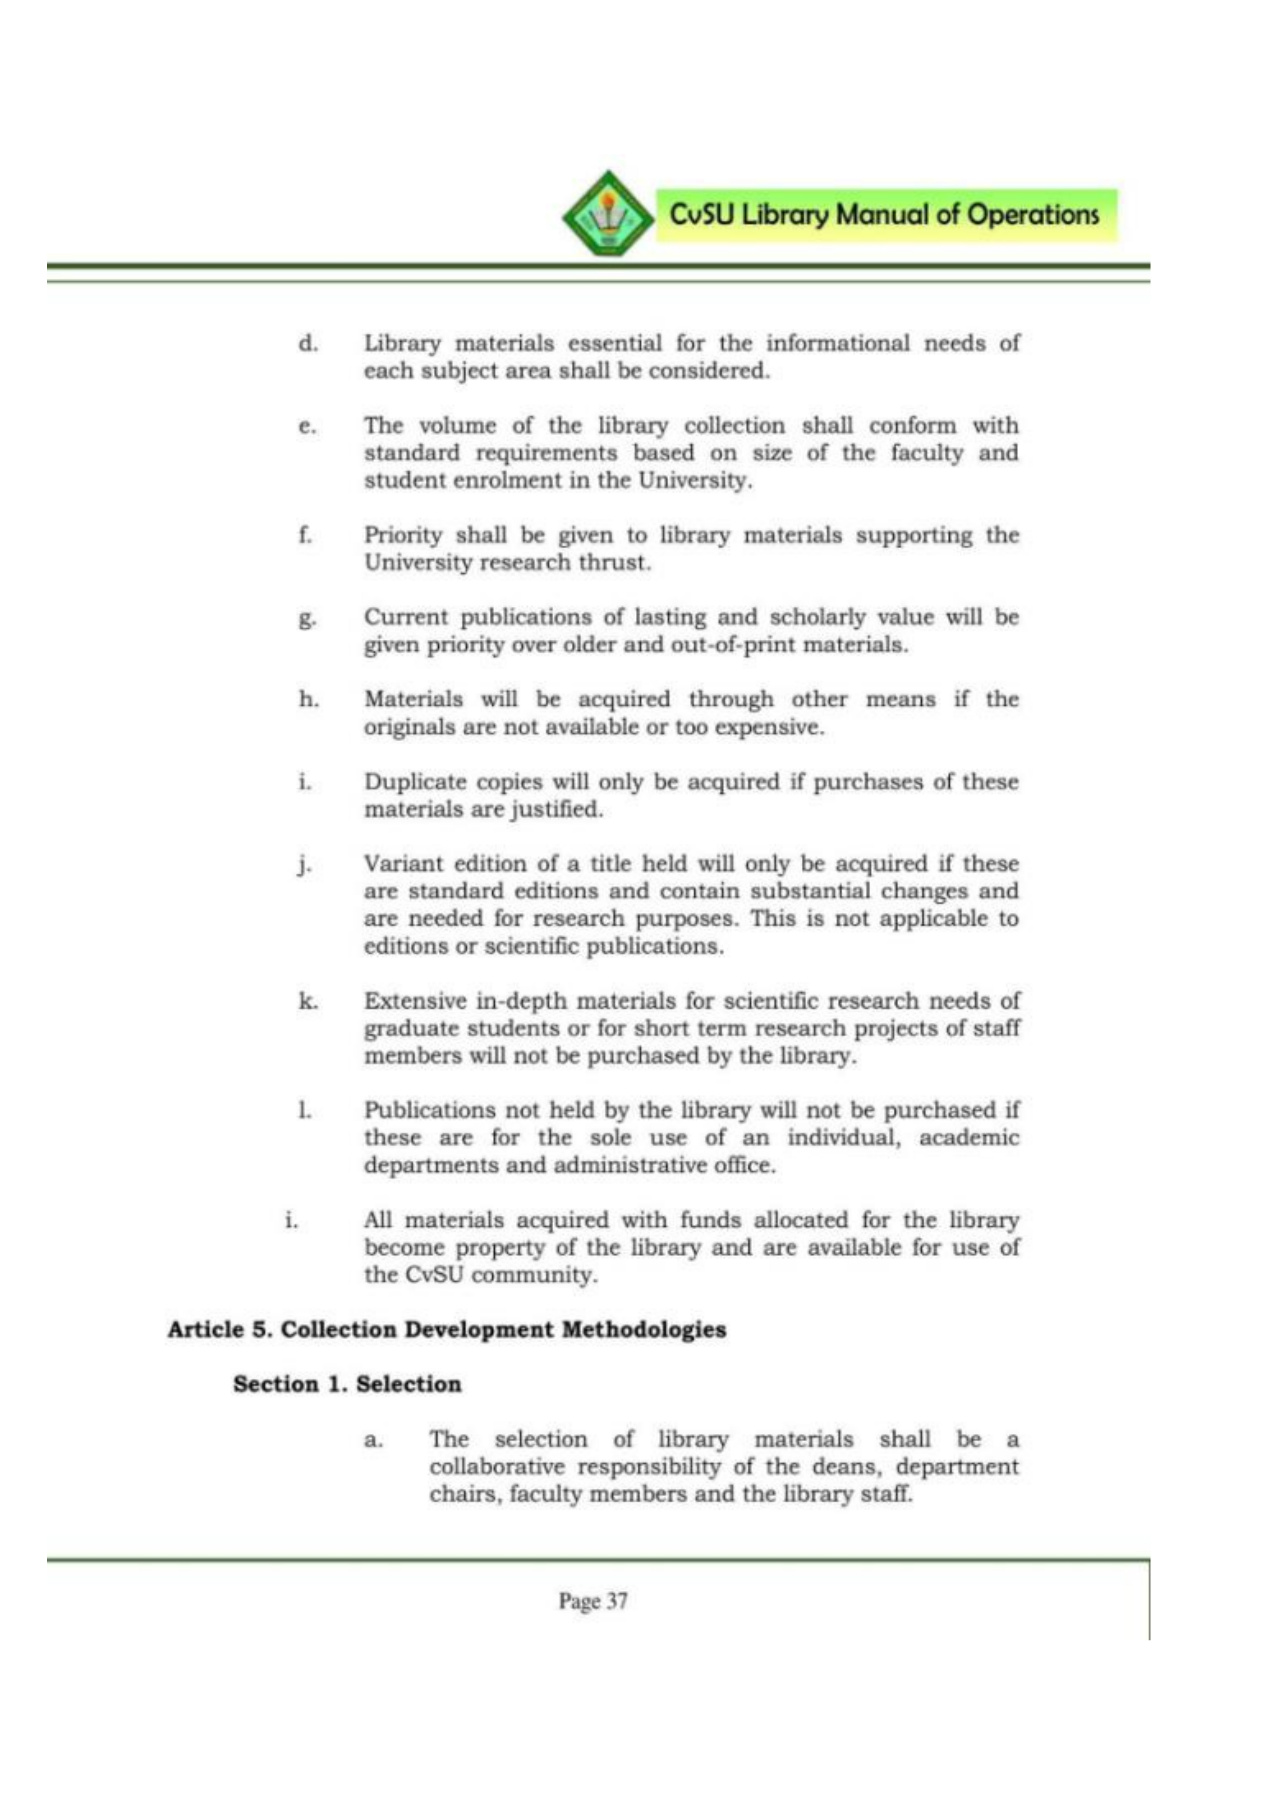 CvSU Library Manual of Operations
d. Library materials essential for the informational needs of
each subject area shall be considered.
e. The volume of the library collection shall conform with
standard requirements based on size of the faculty and
student enrolment in the University.
f. Priority shall be given to library materials supporting the
University research thrust.
g. Current publications of lasting and scholarly value will be
given priority over older and out-of-print materials.
h. Materials will be acquired through other means if the
originals are not available or too expensive.
i. Duplicate copies will only be acquired if purchases of these
materials are justified.
j. Variant edition of a title held will only be acquired if these
are standard editions and contain substantial changes and
are needed for research purposes. This is not applicable to
editions or scientific publications.
k. Extensive in-depth materials for scientific research needs of
graduate students or for short term research projects of staff
members will not be purchased by the library.
l. Publications not held by the library will not be purchased if
these are for the sole use of an individual, academic
departments and administrative office.
i. All materials acquired with funds allocated for the library
become property of the library and are available for use of
the CvSU community.
Article 5. Collection Development Methodologies
Section 1. Selection
a. The selection of library materials shall be a
collaborative responsibility of the deans, department
chairs, faculty members and the library staff.
Page 37